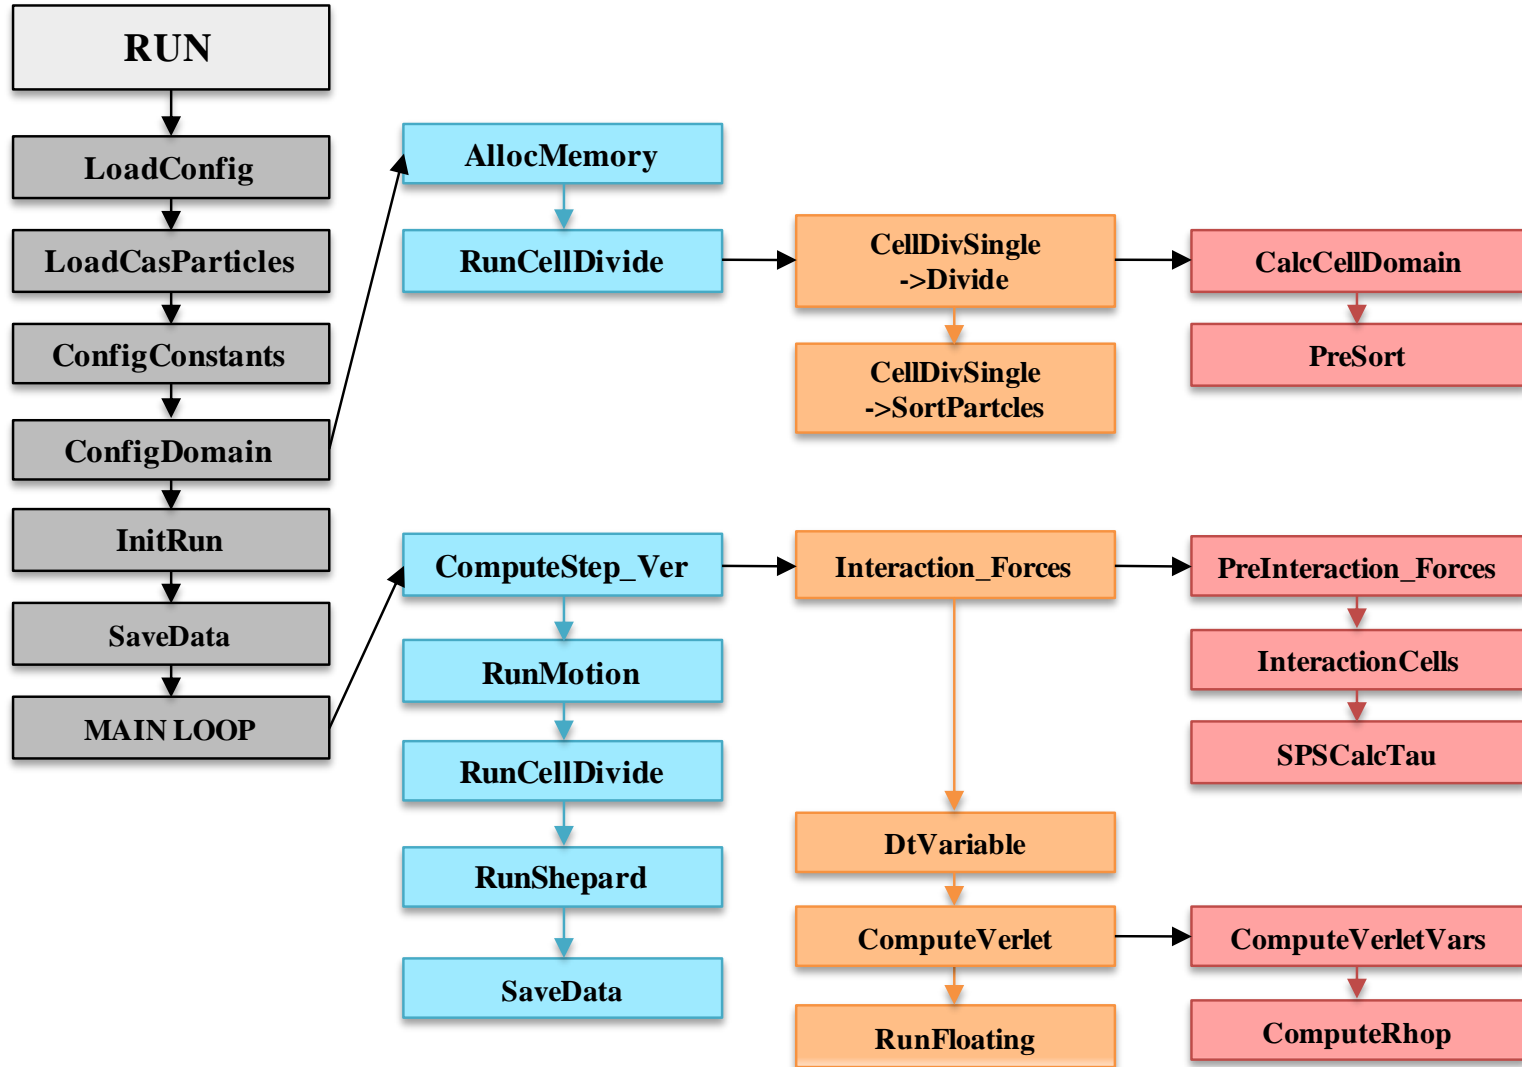 RUN
LoadConfig
LoadCasParticles
ConfigConstants
ConfigDomain
InitRun
SaveData
MAIN LOOP
AllocMemory
RunCellDivide
CellDivSingle
->Divide
CellDivSingle
->SortPartcles
CalcCellDomain
PreSort
ComputeStep_Ver
RunMotion
RunCellDivide
RunShepard
SaveData
Interaction_Forces
DtVariable
ComputeVerlet
RunFloating
PreInteraction_Forces
InteractionCells
SPSCalcTau
ComputeVerletVars
ComputeRhop